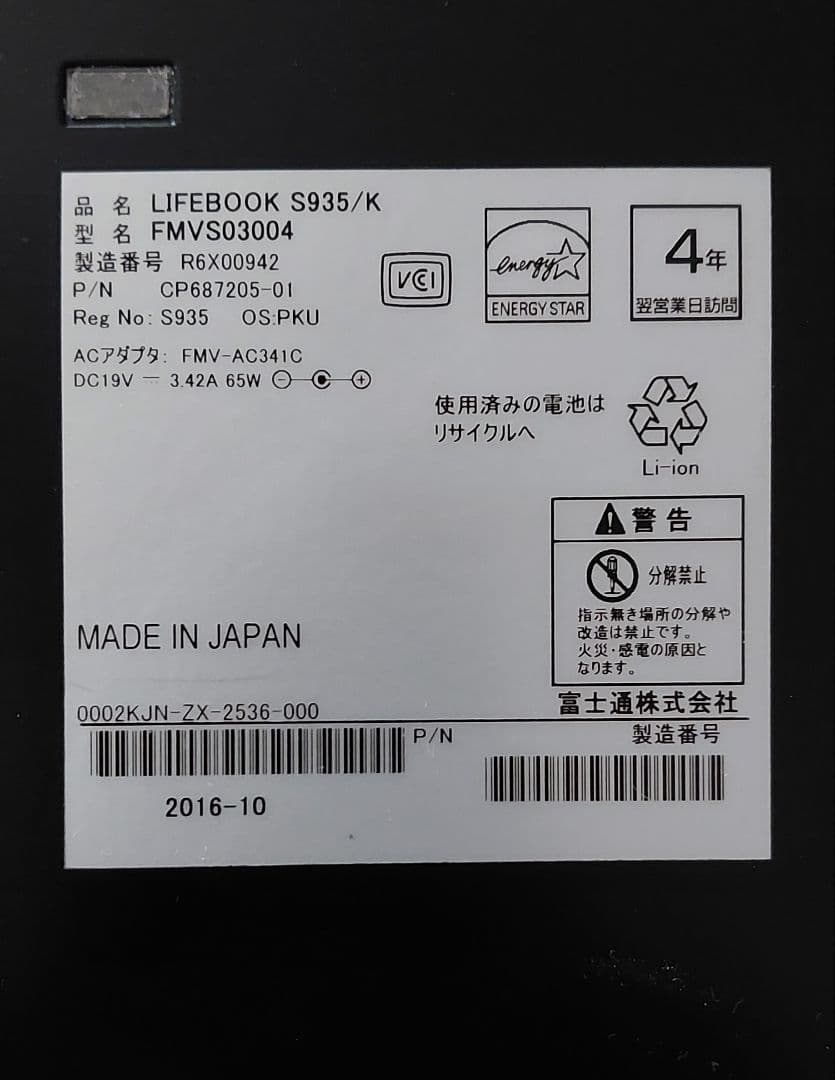 品 名 LIFEBOOK S935/K
型 名 FMVS03004
製造番号 R6X00942
P/N CP687205-01
Reg No: S935 OS:PKU
ACアダプタ: FMV-AC341C
DC19V 3.42A 65W
VCCI
energy
ENERGY STAR
4年
翌営業日訪問
使用済みの電池は
リサイクルへ
Li-ion
警告
分解禁止
指示無き場所の分解や
改造は禁止です。
火災・感電の原因と
なります。
MADE IN JAPAN
富士通株式会社
0002KJN-ZX-2536-000
P/N
製造番号
2016-10